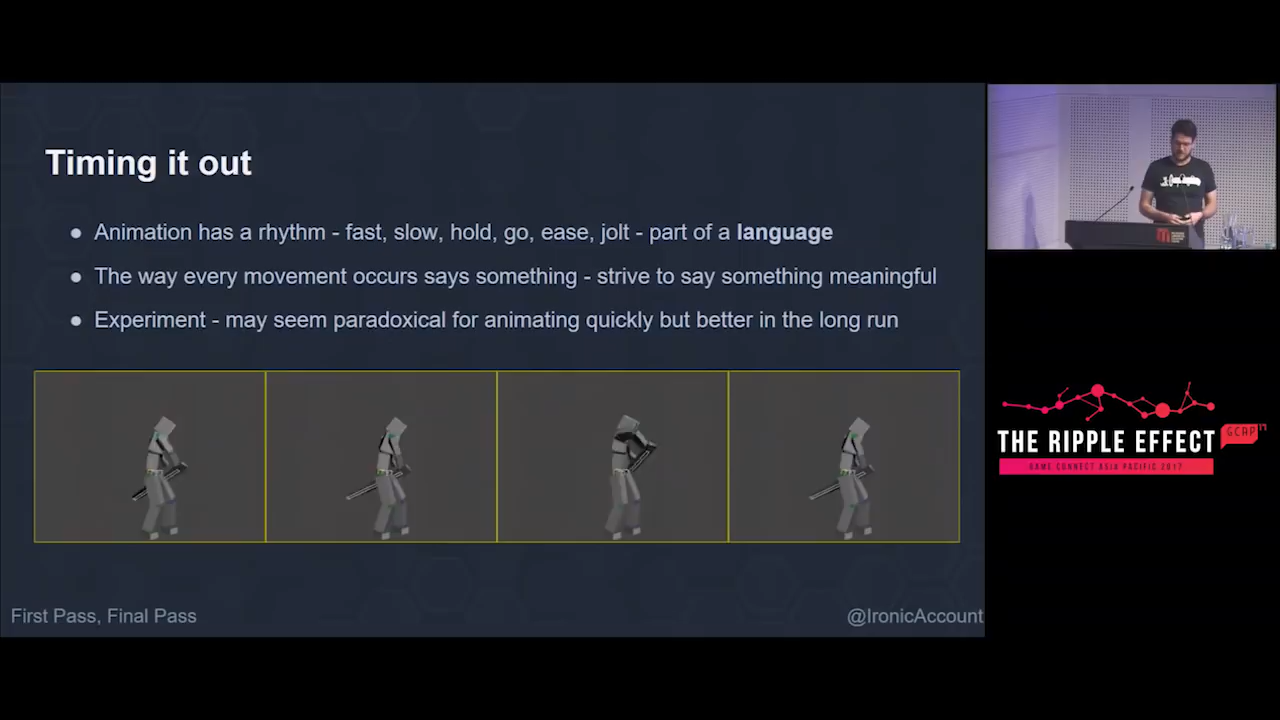 Timing it out
● Animation has a rhythm - fast, slow, hold, go, ease, jolt - part of a language
● The way every movement occurs says something - strive to say something meaningful
● Experiment - may seem paradoxical for animating quickly but better in the long run
First Pass, Final Pass
@IronicAccount
THE RIPPLE EFFECT
GCAP17
GAME CONNECT ASIA PACIFIC 2017